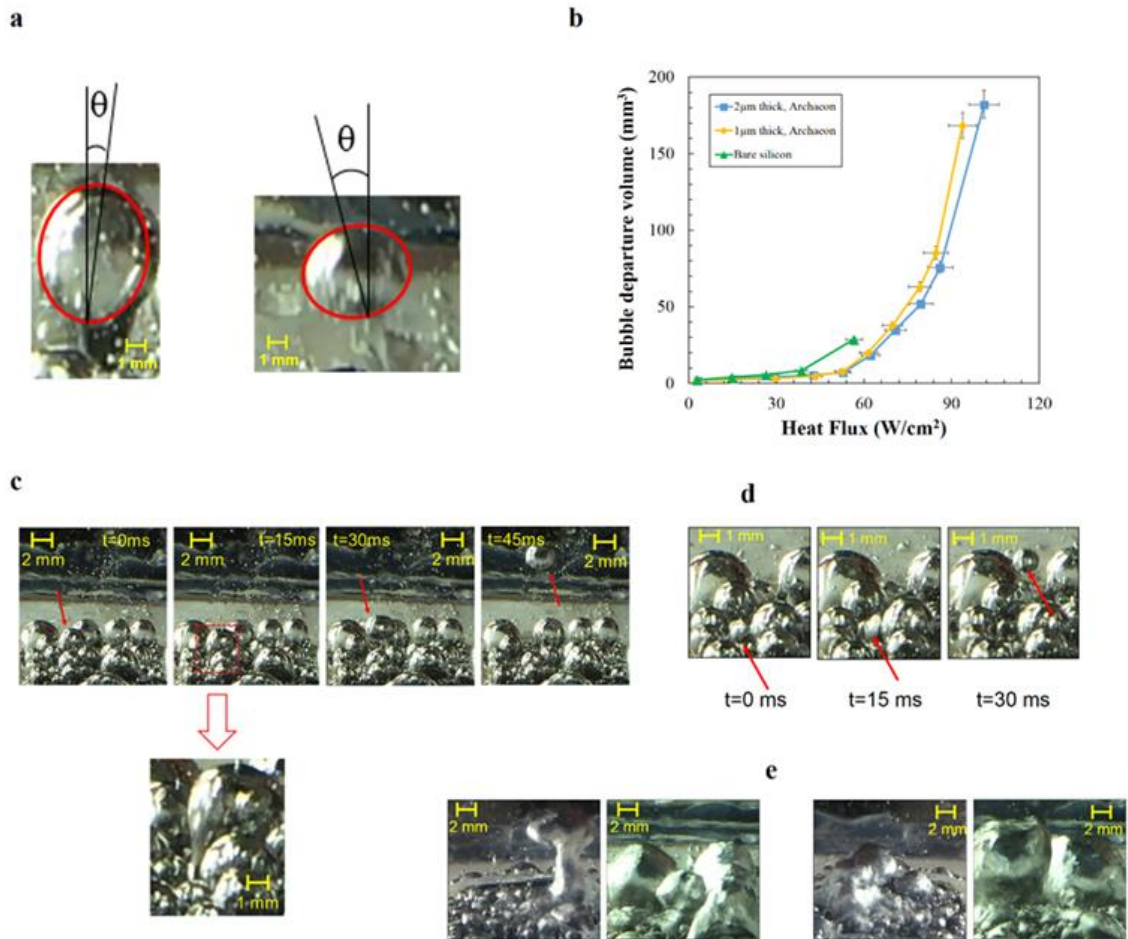 a
θ
θ
1 mm
1 mm
b
Bubble departure volume (mm³)
200
150
100
50
0
2μm thick, Archaeon
1μm thick, Archaeon
Bare silicon
0
30
60
90
120
Heat Flux (W/cm²)
c
2 mm
t=0ms
2 mm
t=15ms
t=30ms
2 mm
t=45ms
2 mm
1 mm
d
1 mm
1 mm
1 mm
t=0 ms
t=15 ms
t=30 ms
e
2 mm
2 mm
2 mm
2 mm